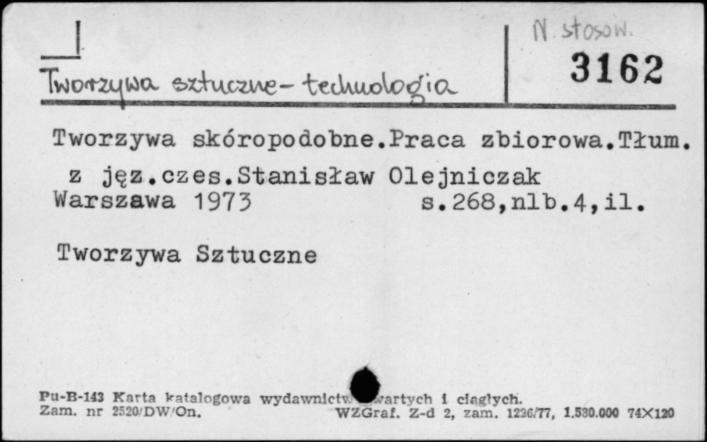 N. stosow.
3162
Tworzywa sztuczne – technologia
Tworzywa skóropodobne.Praca zbiorowa.Tłum.
z jęz.czes.Stanisław Olejniczak
Warszawa 1973 s.268,nlb.4,il.
Tworzywa Sztuczne
Pu-B-143 Karta katalogowa wydawnictw zwartych i ciągłych.
Zam. nr 2520/DW/On. WZGraf. Z-d 2, zam. 1226/77, 1.530.000 74X120